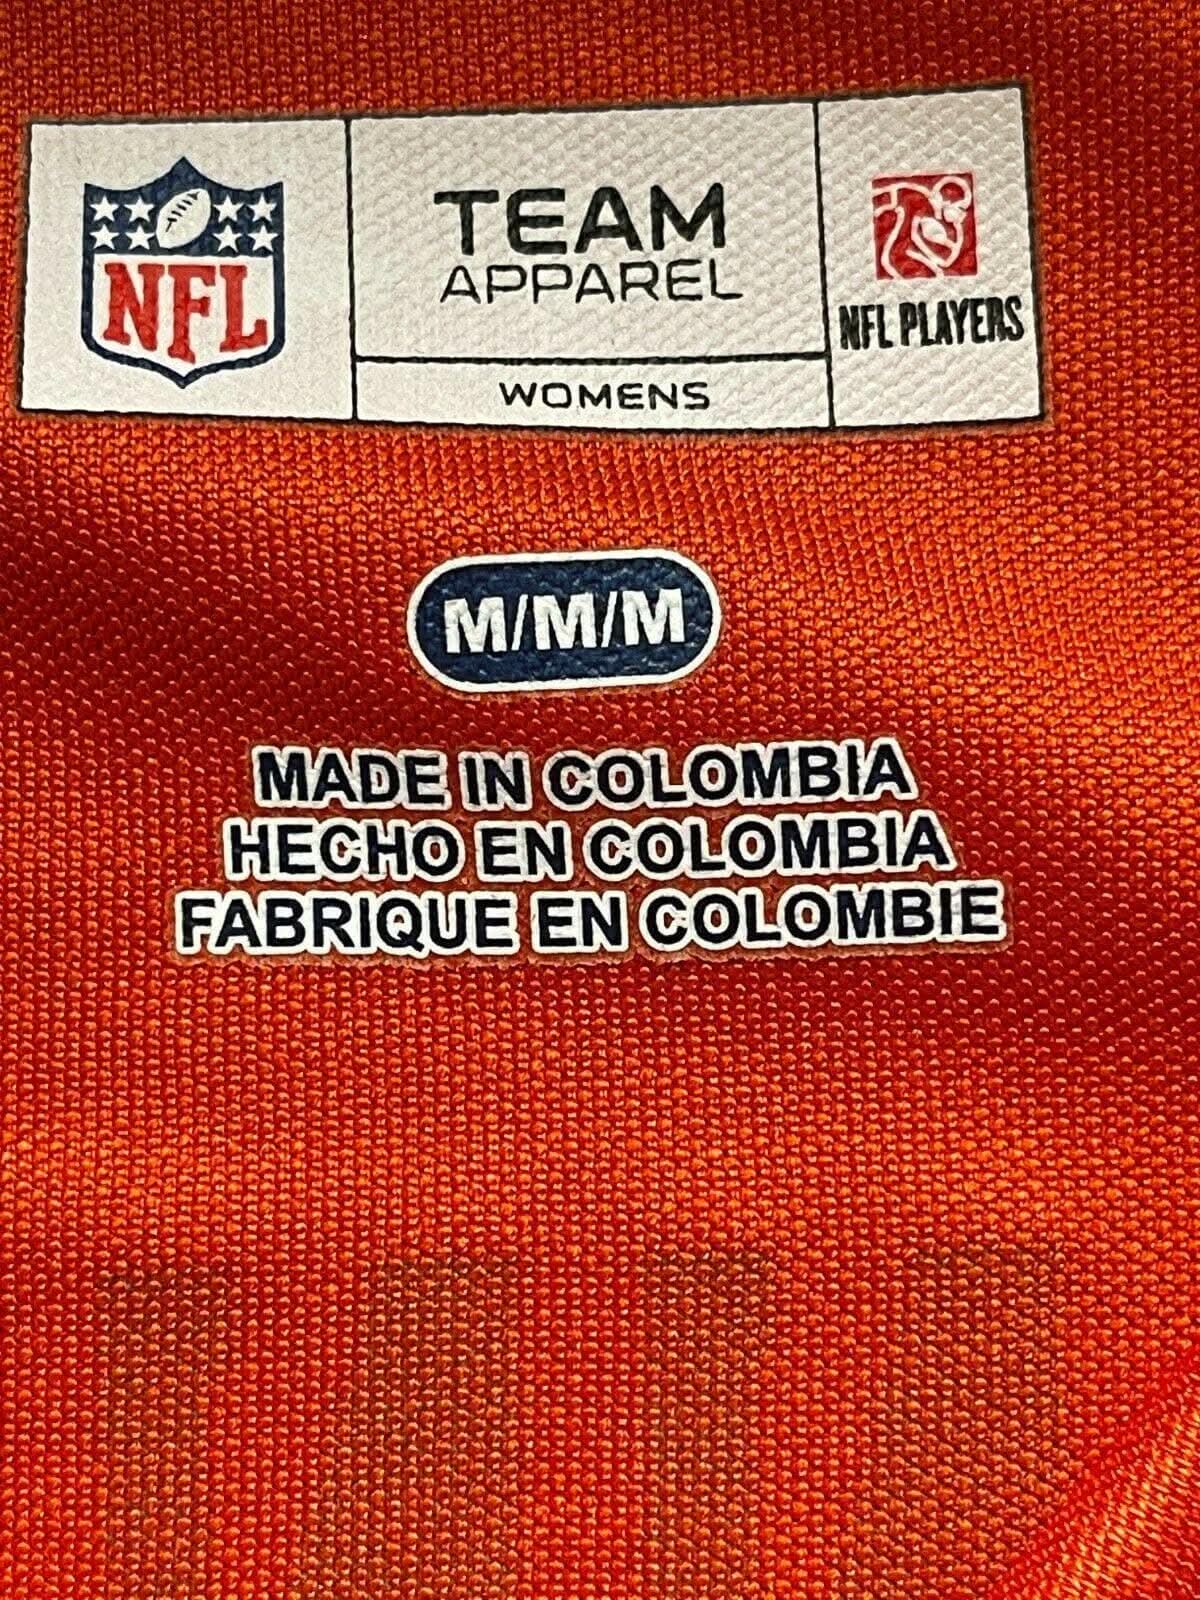 NFL
TEAM
APPAREL
WOMENS
NFL PLAYERS
M/M/M
MADE IN COLOMBIA
HECHO EN COLOMBIA
FABRIQUE EN COLOMBIE